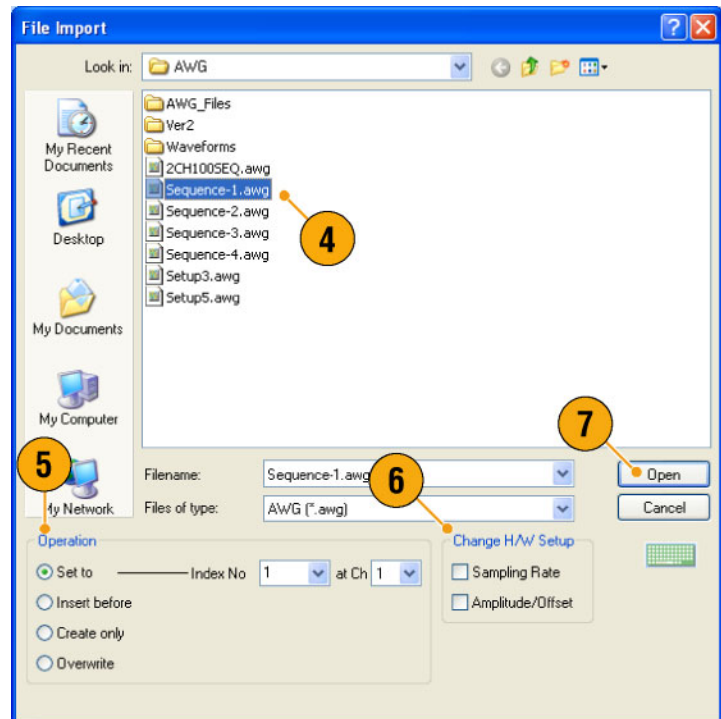 File Import
Look in: AWG
AWG_Files
Ver2
Waveforms
2CH100SEQ.awg
Sequence-1.awg
Sequence-2.awg
Sequence-3.awg
Sequence-4.awg
Setup3.awg
Setup5.awg
4
My Recent
Documents
Desktop
My Documents
My Computer
My Network
5
6
7
Filename: Sequence-1.awg
Open
Files of type: AWG (*.awg)
Cancel
Operation
Set to Index No 1 at Ch 1
Insert before
Create only
Overwrite
Change H/W Setup
Sampling Rate
Amplitude/Offset